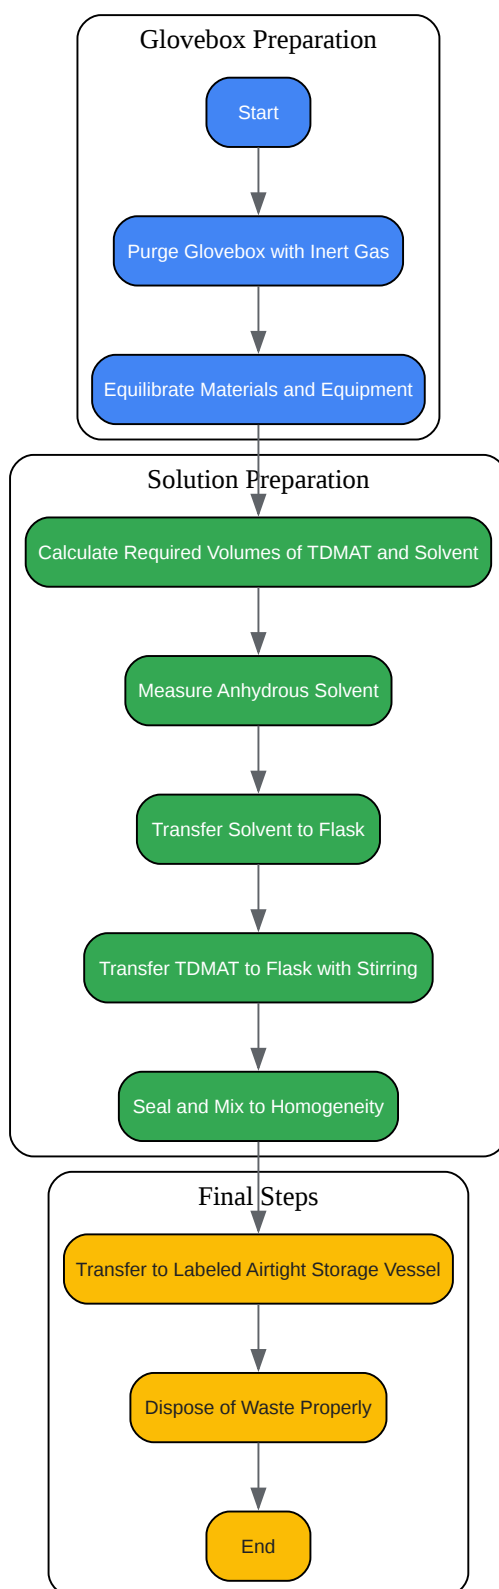 Glovebox Preparation
Start
Purge Glovebox with Inert Gas
Equilibrate Materials and Equipment
Solution Preparation
Calculate Required Volumes of TDMAT and Solvent
Measure Anhydrous Solvent
Transfer Solvent to Flask
Transfer TDMAT to Flask with Stirring
Seal and Mix to Homogeneity
Final Steps
Transfer to Labeled Airtight Storage Vessel
Dispose of Waste Properly
End